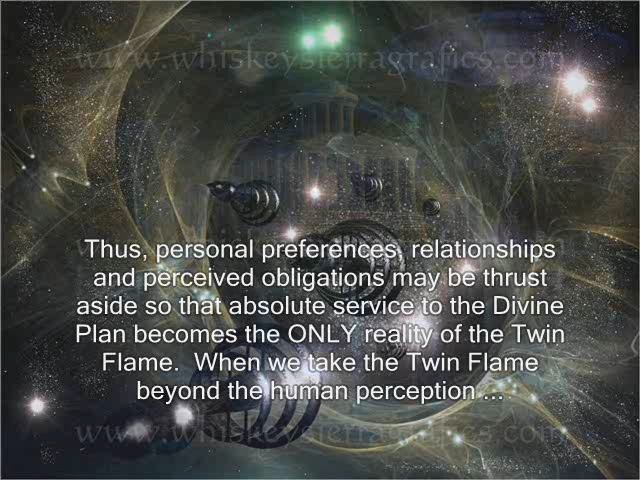 www.whiskeysierragrafics.com
Thus, personal preferences, relationships
and perceived obligations may be thrust
aside so that absolute service to the Divine
Plan becomes the ONLY reality of the Twin
Flame.  When we take the Twin Flame
beyond the human perception ...
www.whiskeysierragrafics.com